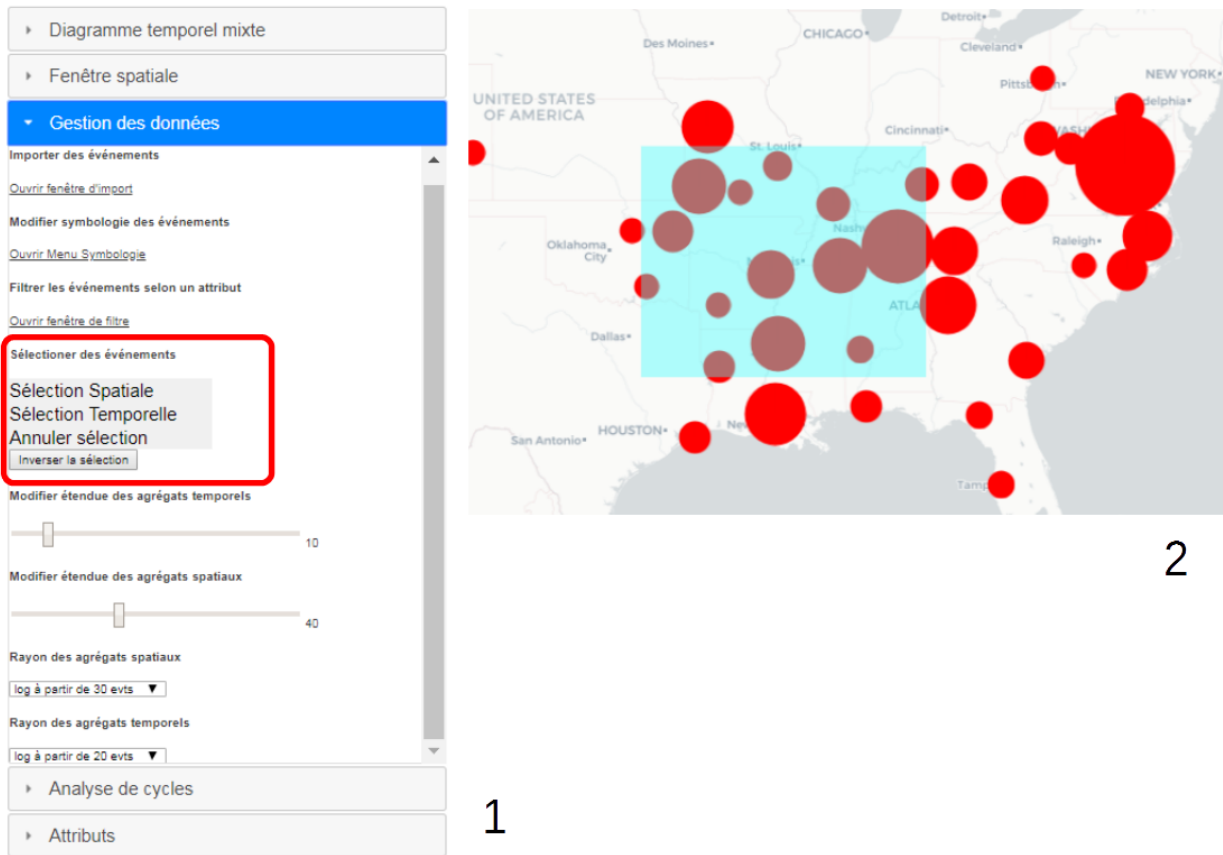 Diagramme temporel mixte
Fenêtre spatiale
Gestion des données
Importer des événements
Ouvrir fenêtre d'import
Modifier symbologie des événements
Ouvrir Menu Symbologie
Filtrer les événements selon un attribut
Ouvrir fenêtre de filtre
Sélectioner des événements
Sélection Spatiale
Sélection Temporelle
Annuler sélection
Inverser la sélection
Modifier étendue des agrégats temporels
10
Modifier étendue des agrégats spatiaux
40
Rayon des agrégats spatiaux
log à partir de 30 evts ▼
Rayon des agrégats temporels
log à partir de 20 evts ▼
Analyse de cycles
Attributs
1
Detroit
CHICAGO
Des Moines
Cleveland
NEW YORK
UNITED STATES
OF AMERICA
Cincinnati
St. Louis
Oklahoma
City
Raleigh
Dallas
HOUSTON
San Antonio
2